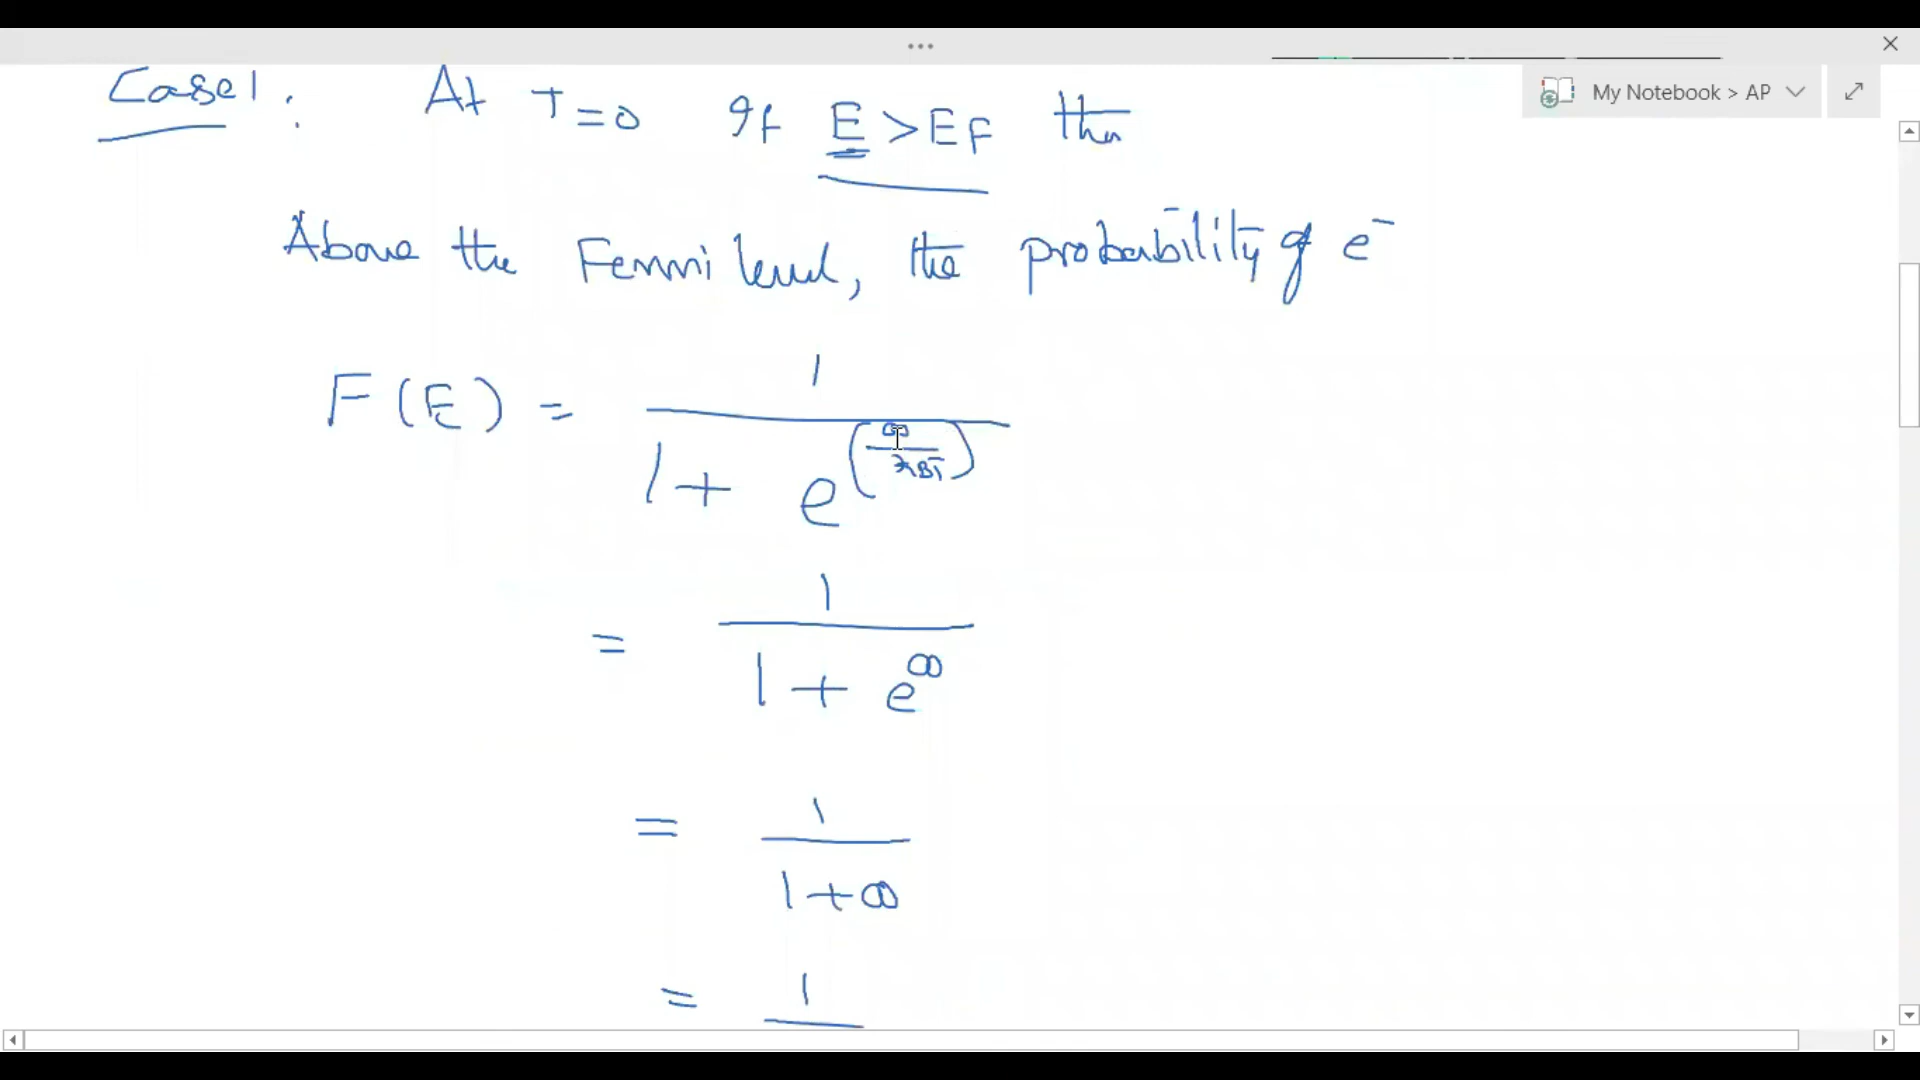 My Notebook > AP
Case 1 : At T=0 If E > EF then
Above the Fermi level, the probability of e⁻
F(E) = 1
1 + e^(∞/KBT)
= 1
1 + e^∞
= 1
1+∞
= 1